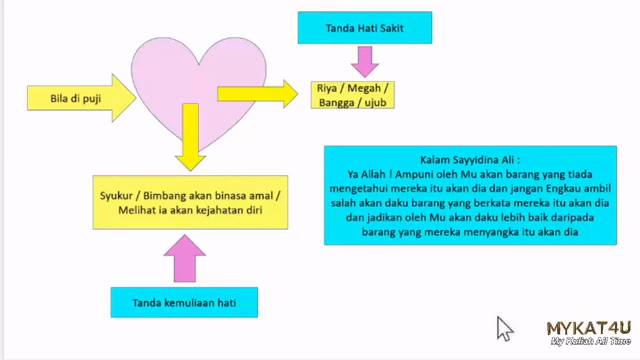 Tanda Hati Sakit
Bila di puji
Riya / Megah /
Bangga / ujub
Syukur / Bimbang akan binasa amal /
Melihat ia akan kejahatan diri
Tanda kemuliaan hati
Kalam Sayyidina Ali :
Ya Allah ! Ampuni oleh Mu akan barang yang tiada
mengetahui mereka itu akan dia dan jangan Engkau ambil
salah akan daku barang yang berkata mereka itu akan dia
dan jadikan oleh Mu akan daku lebih baik daripada
barang yang mereka menyangka itu akan dia
MYKAT4U
My Kuliah All Time